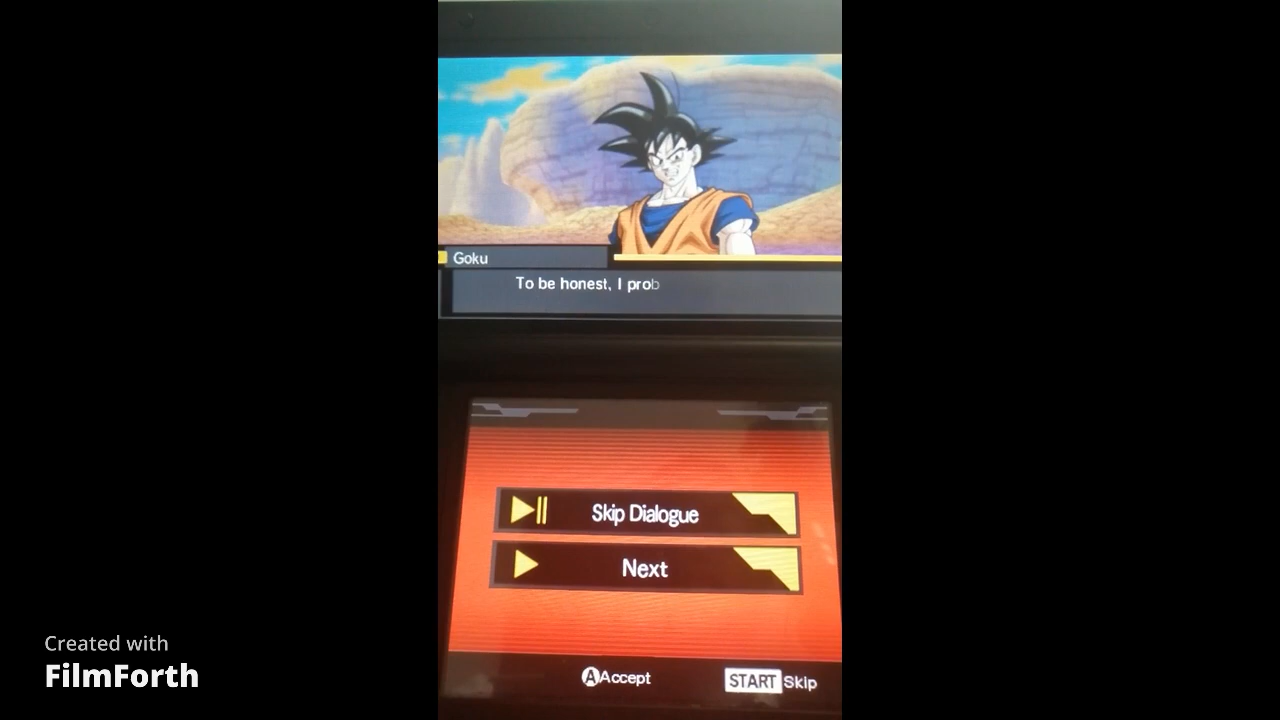 Goku
To be honest, I prob
Skip Dialogue
Next
A Accept
START Skip
Created with
FilmForth